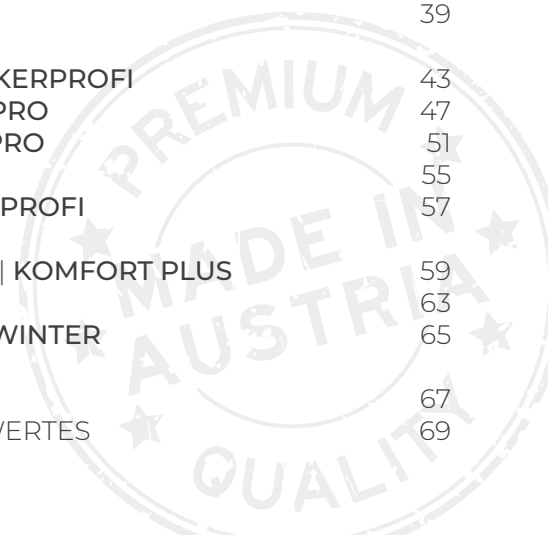 39
KERPROFI 43
PRO 47
PRO 51
55
PROFI 57
| KOMFORT PLUS 59
63
WINTER 65
67
WERTES 69
PREMIUM
MADE IN
AUSTRIA
QUALITY